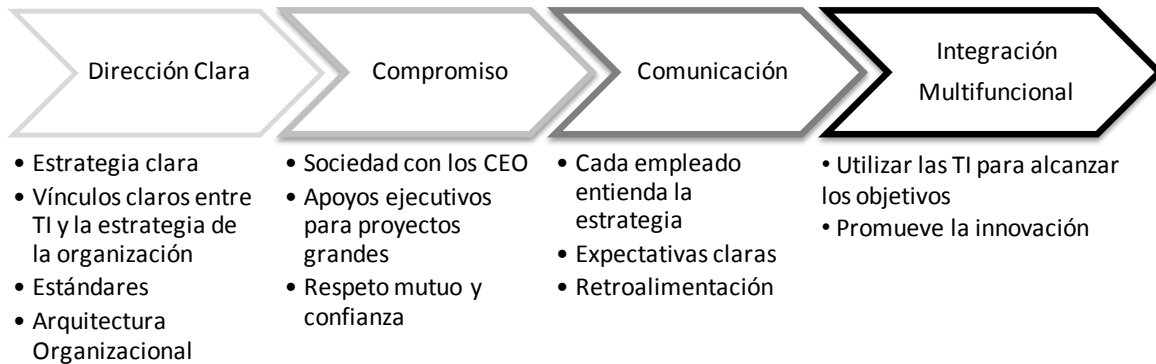 Dirección Clara
Compromiso
Comunicación
Integración
Multifuncional
• Estrategia clara
• Vínculos claros entre
TI y la estrategia de
la organización
• Estándares
• Arquitectura
Organizacional
• Sociedad con los CEO
• Apoyos ejecutivos
para proyectos
grandes
• Respeto mutuo y
confianza
• Cada empleado
entienda la
estrategia
• Expectativas claras
• Retroalimentación
• Utilizar las TI para alcanzar
los objetivos
• Promueve la innovación